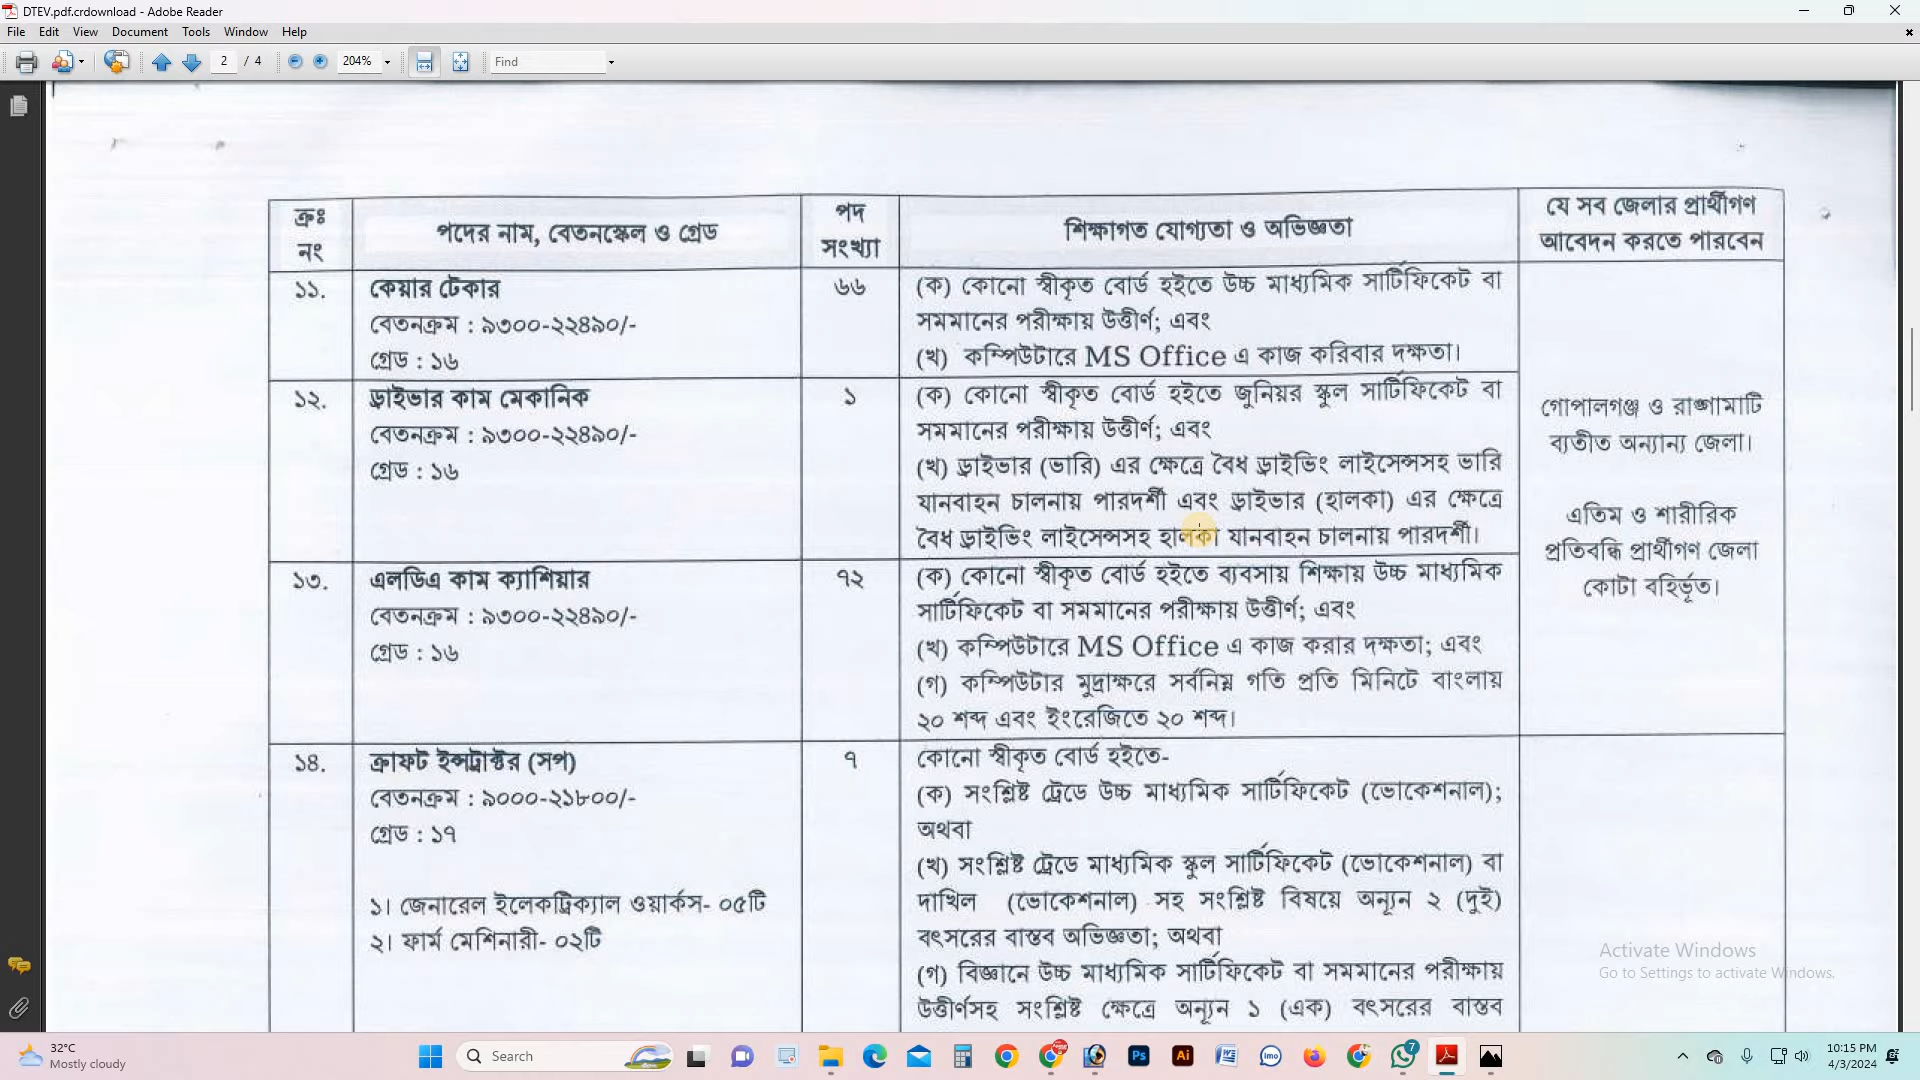 DTEV.pdf.crdownload - Adobe Reader
File Edit View Document Tools Window Help
2 / 4 204% Find
ক্রঃ নং
পদের নাম, বেতনস্কেল ও গ্রেড
পদ সংখ্যা
শিক্ষাগত যোগ্যতা ও অভিজ্ঞতা
যে সব জেলার প্রার্থীগণ
আবেদন করতে পারবেন
১১.
কেয়ার টেকার
বেতনক্রম : ৯৩০০-২২৪৯০/-
গ্রেড : ১৬
৬৬
(ক) কোনো স্বীকৃত বোর্ড হইতে উচ্চ মাধ্যমিক সার্টিফিকেট বা
সমমানের পরীক্ষায় উত্তীর্ণ; এবং
(খ) কম্পিউটারে MS Office এ কাজ করিবার দক্ষতা।
১২.
ড্রাইভার কাম মেকানিক
বেতনক্রম : ৯৩০০-২২৪৯০/-
গ্রেড : ১৬
১
(ক) কোনো স্বীকৃত বোর্ড হইতে জুনিয়র স্কুল সার্টিফিকেট বা
সমমানের পরীক্ষায় উত্তীর্ণ; এবং
(খ) ড্রাইভার (ভারি) এর ক্ষেত্রে বৈধ ড্রাইভিং লাইসেন্সসহ ভারি
যানবাহন চালনায় পারদর্শী এবং ড্রাইভার (হালকা) এর ক্ষেত্রে
বৈধ ড্রাইভিং লাইসেন্সসহ হালকা যানবাহন চালনায় পারদর্শী।
গোপালগঞ্জ ও রাঙ্গামাটি
ব্যতীত অন্যান্য জেলা।
এতিম ও শারীরিক
প্রতিবন্ধি প্রার্থীগণ জেলা
কোটা বহির্ভূত।
১৩.
এলডিএ কাম ক্যাশিয়ার
বেতনক্রম : ৯৩০০-২২৪৯০/-
গ্রেড : ১৬
৭২
(ক) কোনো স্বীকৃত বোর্ড হইতে ব্যবসায় শিক্ষায় উচ্চ মাধ্যমিক
সার্টিফিকেট বা সমমানের পরীক্ষায় উত্তীর্ণ; এবং
(খ) কম্পিউটারে MS Office এ কাজ করার দক্ষতা; এবং
(গ) কম্পিউটার মুদ্রাক্ষরে সর্বনিম্ন গতি প্রতি মিনিটে বাংলায়
২০ শব্দ এবং ইংরেজিতে ২০ শব্দ।
১৪.
ক্রাফট ইন্সট্রাক্টর (সপ)
বেতনক্রম : ৯০০০-২১৮০০/-
গ্রেড : ১৭
১। জেনারেল ইলেকট্রিক্যাল ওয়ার্কস- ০৫টি
২। ফার্ম মেশিনারী- ০২টি
৭
কোনো স্বীকৃত বোর্ড হইতে-
(ক) সংশ্লিষ্ট ট্রেডে উচ্চ মাধ্যমিক সার্টিফিকেট (ভোকেশনাল);
অথবা
(খ) সংশ্লিষ্ট ট্রেডে মাধ্যমিক স্কুল সার্টিফিকেট (ভোকেশনাল) বা
দাখিল (ভোকেশনাল) সহ সংশ্লিষ্ট বিষয়ে অন্যূন ২ (দুই)
বৎসরের বাস্তব অভিজ্ঞতা; অথবা
(গ) বিজ্ঞানে উচ্চ মাধ্যমিক সার্টিফিকেট বা সমমানের পরীক্ষায়
উত্তীর্ণসহ সংশ্লিষ্ট ক্ষেত্রে অন্যূন ১ (এক) বৎসরের বাস্তব
Activate Windows
Go to Settings to activate Windows.
32°C
Mostly cloudy
Search
Ps
Ai
imo
7
10:15 PM
4/3/2024